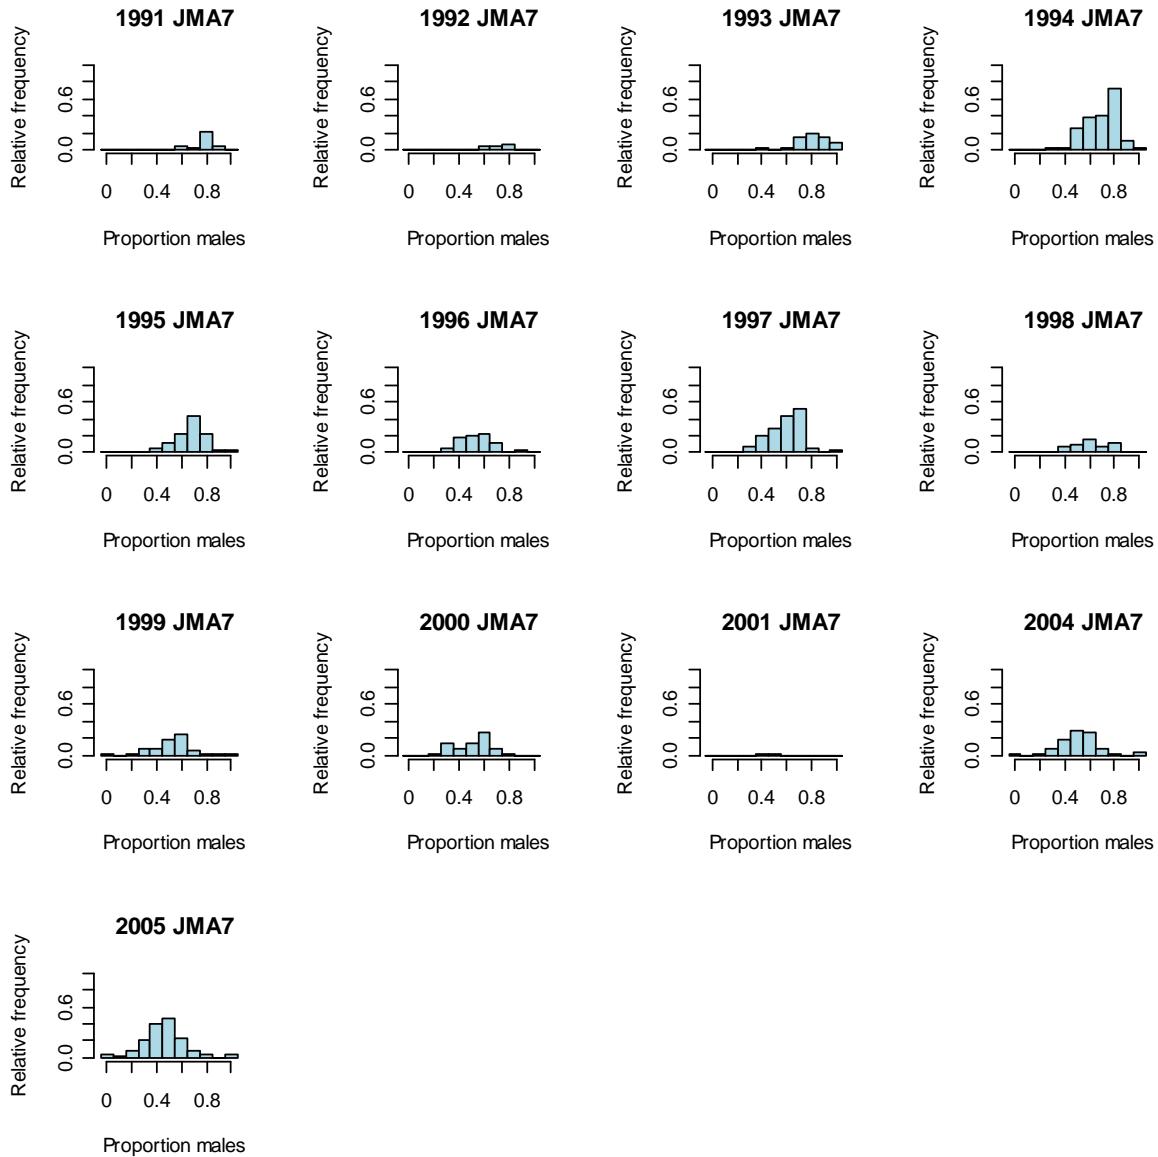 1991 JMA7
Relative frequency
0.0 0.6
0 0.4 0.8
Proportion males
1992 JMA7
Relative frequency
0.0 0.6
0 0.4 0.8
Proportion males
1993 JMA7
Relative frequency
0.0 0.6
0 0.4 0.8
Proportion males
1994 JMA7
Relative frequency
0.0 0.6
0 0.4 0.8
Proportion males
1995 JMA7
Relative frequency
0.0 0.6
0 0.4 0.8
Proportion males
1996 JMA7
Relative frequency
0.0 0.6
0 0.4 0.8
Proportion males
1997 JMA7
Relative frequency
0.0 0.6
0 0.4 0.8
Proportion males
1998 JMA7
Relative frequency
0.0 0.6
0 0.4 0.8
Proportion males
1999 JMA7
Relative frequency
0.0 0.6
0 0.4 0.8
Proportion males
2000 JMA7
Relative frequency
0.0 0.6
0 0.4 0.8
Proportion males
2001 JMA7
Relative frequency
0.0 0.6
0 0.4 0.8
Proportion males
2004 JMA7
Relative frequency
0.0 0.6
0 0.4 0.8
Proportion males
2005 JMA7
Relative frequency
0.0 0.6
0 0.4 0.8
Proportion males